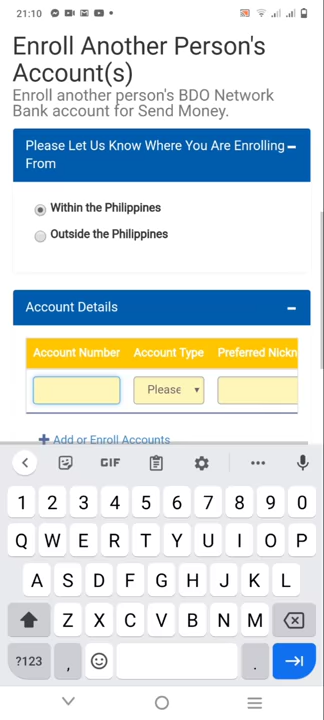 21:10
Enroll Another Person's
Account(s)
Enroll another person's BDO Network
Bank account for Send Money.
Please Let Us Know Where You Are Enrolling
From
Within the Philippines
Outside the Philippines
Account Details
Account Number Account Type Preferred Nickn
Please
Add or Enroll Accounts
GIF
1 2 3 4 5 6 7 8 9 0
Q W E R T Y U I O P
A S D F G H J K L
Z X C V B N M
?123 , .